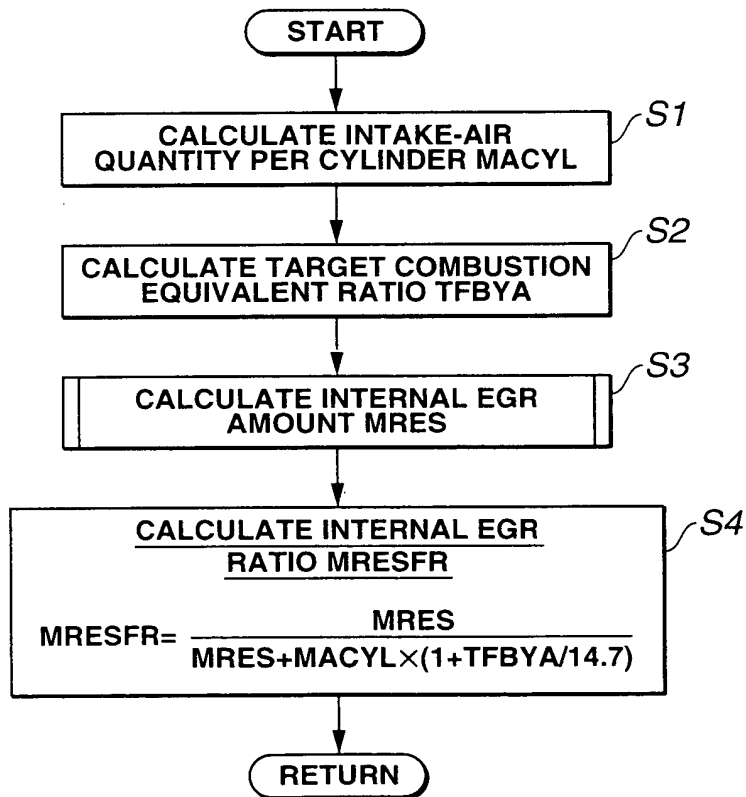 START
CALCULATE INTAKE-AIR
QUANTITY PER CYLINDER MACYL
S1
CALCULATE TARGET COMBUSTION
EQUIVALENT RATIO TFBYA
S2
CALCULATE INTERNAL EGR
AMOUNT MRES
S3
CALCULATE INTERNAL EGR
RATIO MRESFR
S4
MRESFR=
MRES
MRES+MACYL×(1+TFBYA/14.7)
RETURN